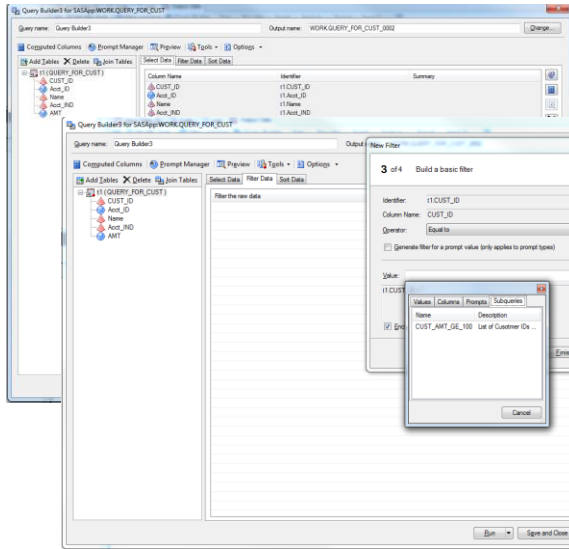 Query Builder3 for SASApp:WORK.QUERY_FOR_CUST
Query name: Query Builder3 Output name: WORK.QUERY_FOR_CUST_0002 Change...
Computed Columns Prompt Manager Preview Tools Options
Add Tables Delete Join Tables Select Data Filter Data Sort Data
t1 (QUERY_FOR_CUST)
CUST_ID
Acct_ID
Name
Acct_IND
AMT
Column Name Identifier Summary
CUST_ID t1.CUST_ID
Acct_ID t1.Acct_ID
Name t1.Name
Acct_IND t1.Acct_IND
Query Builder3 for SASApp:WORK.QUERY_FOR_CUST
Query name: Query Builder3 Output
Computed Columns Prompt Manager Preview Tools Options
Add Tables Delete Join Tables Select Data Filter Data Sort Data
t1 (QUERY_FOR_CUST)
CUST_ID
Acct_ID
Name
Acct_IND
AMT
Filter the raw data
New Filter
3 of 4 Build a basic filter
Identifier: t1.CUST_ID
Column Name: CUST_ID
Operator: Equal to
Generate filter for a prompt value (only applies to prompt types)
Value:
t1.CUST
Enc
Values Columns Prompts Subqueries
Name Description
CUST_AMT_GE_100 List of Cusotmer IDs ...
Cancel
Finis
Run Save and Close